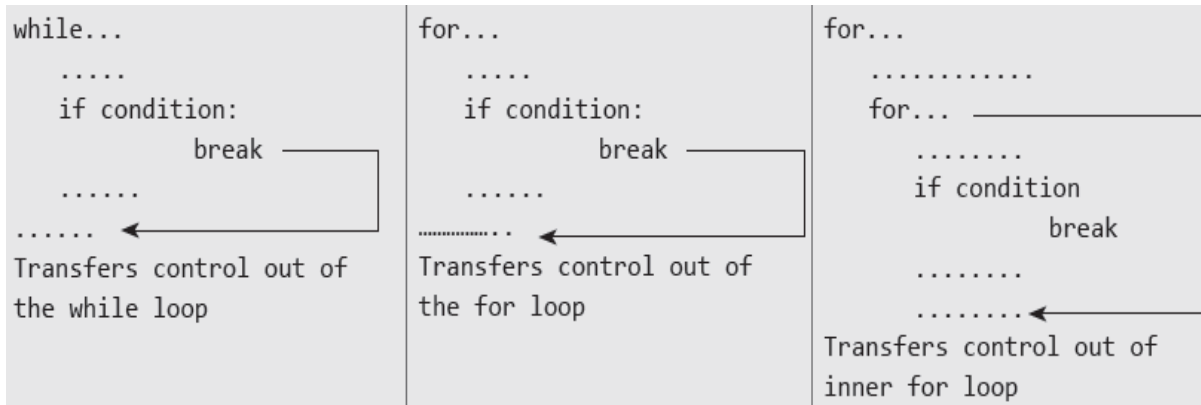 while...
.....
if condition:
break
......
......
Transfers control out of
the while loop
for...
.....
if condition:
break
......
..................
Transfers control out of
the for loop
for...
............
for...
........
if condition
break
........
........
Transfers control out of
inner for loop